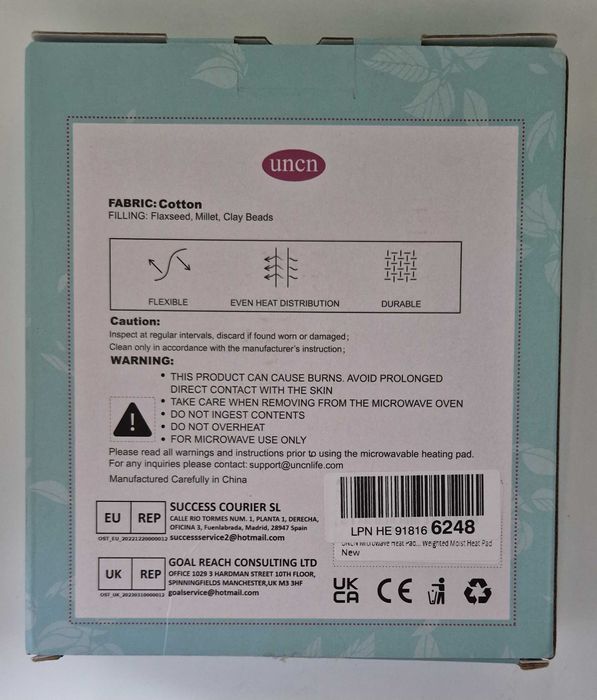 uncn
FABRIC: Cotton
FILLING: Flaxseed, Millet, Clay Beads
FLEXIBLE
EVEN HEAT DISTRIBUTION
DURABLE
Caution:
Inspect at regular intervals, discard if found worn or damaged;
Clean only in accordance with the manufacturer's instruction;
WARNING:
• THIS PRODUCT CAN CAUSE BURNS. AVOID PROLONGED
DIRECT CONTACT WITH THE SKIN
• TAKE CARE WHEN REMOVING FROM THE MICROWAVE OVEN
• DO NOT INGEST CONTENTS
• DO NOT OVERHEAT
• FOR MICROWAVE USE ONLY
Please read all warnings and instructions prior to using the microwavable heating pad.
For any inquiries please contact: support@uncnlife.com
Manufactured Carefully in China
EU REP
OST_EU_20221220000012
SUCCESS COURIER SL
CALLE RIO TORMES NUM. 1, PLANTA 1, DERECHA,
OFICINA 3, Fuenlabrada, Madrid, 28947 Spain
successservice2@hotmail.com
LPN HE 91816 6248
UNCN Microwave Heat Pad... Weighted Moist Heat Pad
New
UK REP
OST_UK_20230310000012
GOAL REACH CONSULTING LTD
OFFICE 1029 3 HARDMAN STREET 10TH FLOOR,
SPINNINGFIELDS MANCHESTER,UK M3 3HF
goalservice@hotmail.com
UK
CA
CE